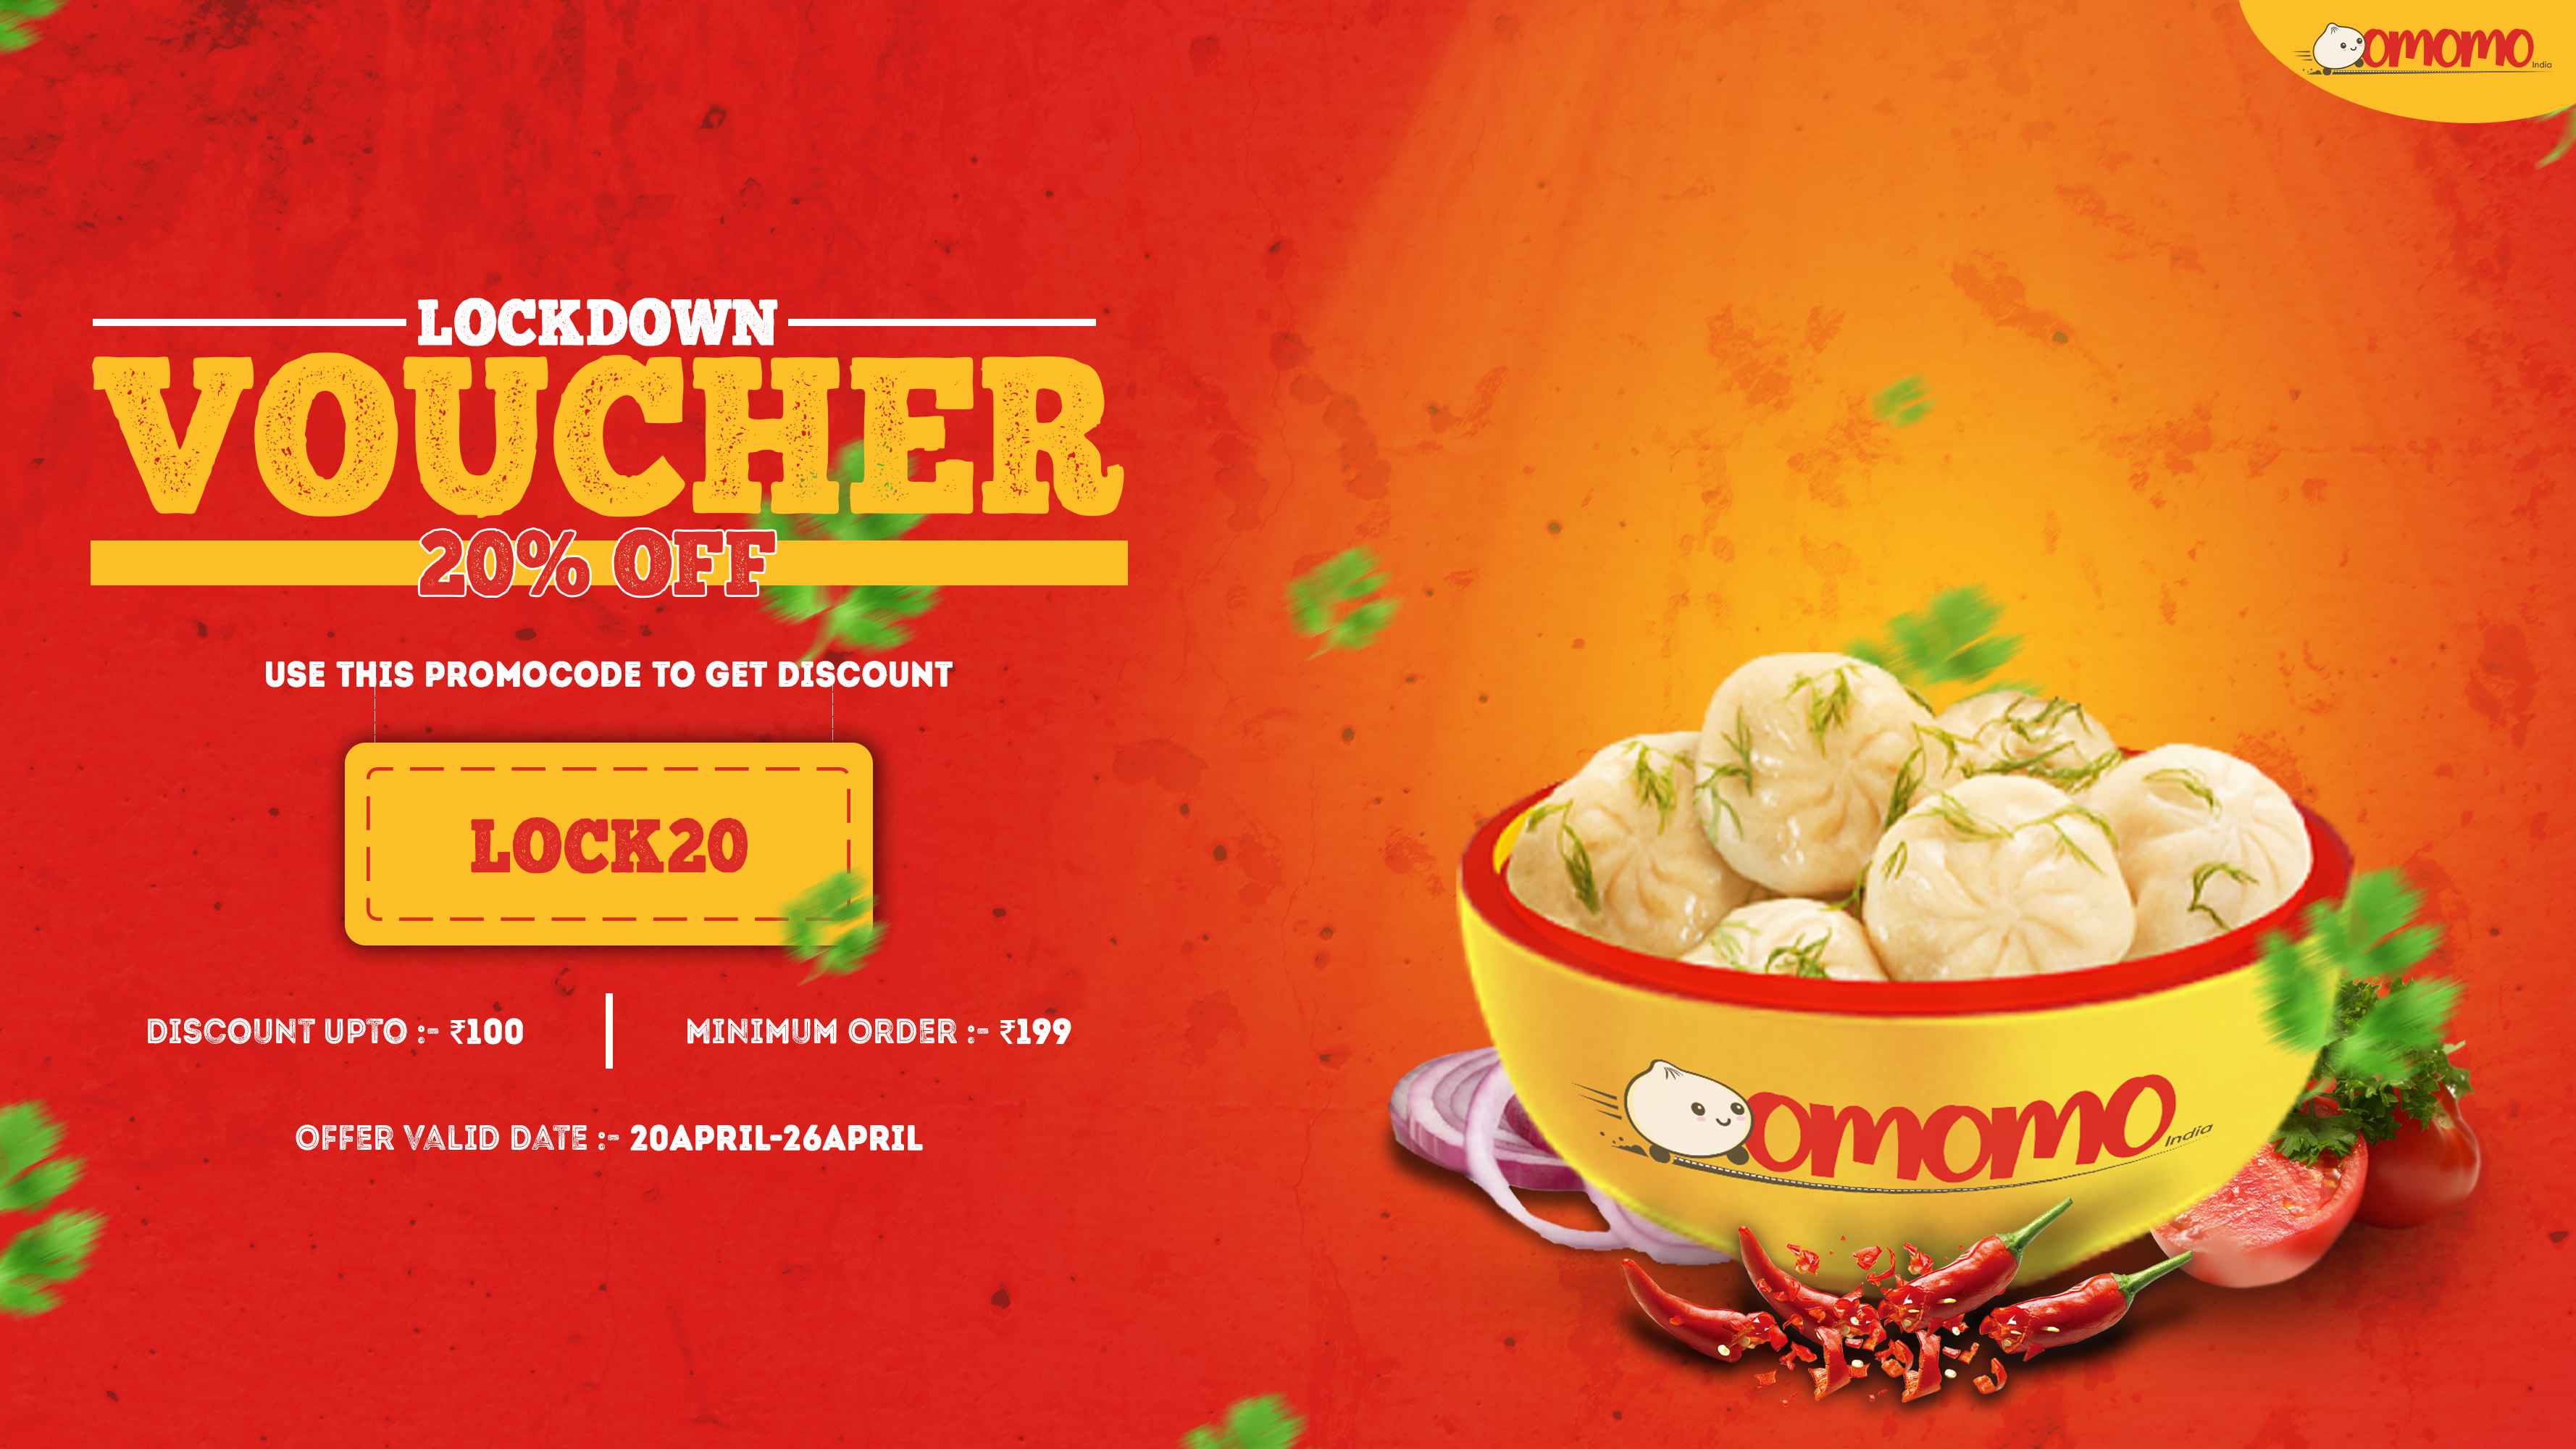 omomo
India
LOCKDOWN
VOUCHER
20% OFF
USE THIS PROMOCODE TO GET DISCOUNT
LOCK20
DISCOUNT UPTO :- ₹100
MINIMUM ORDER :- ₹199
OFFER VALID DATE :- 20APRIL-26APRIL
omomo
India